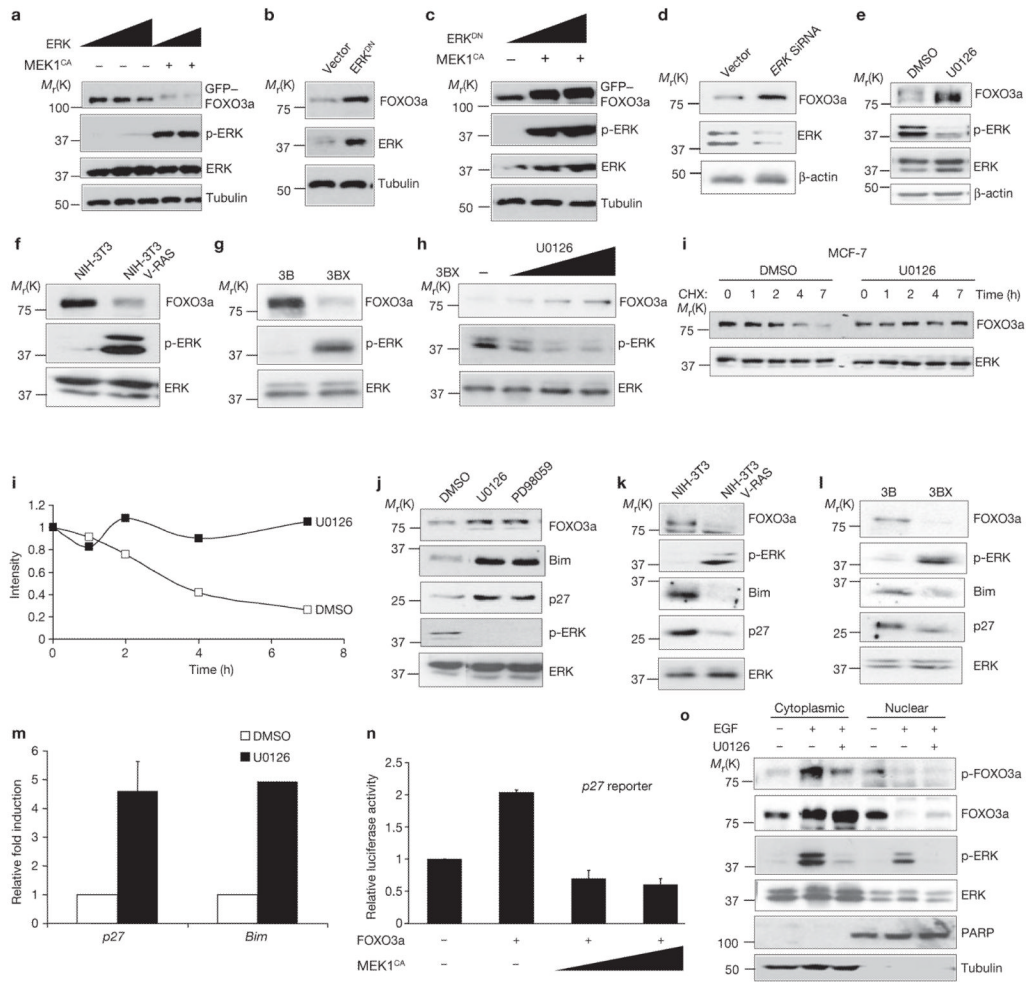 a
ERK
MEK1CA – – – + +
Mr(K)
100
GFP–
FOXO3a
37
p-ERK
37
ERK
50
Tubulin
b
Vector
ERKDN
Mr(K)
75
FOXO3a
37
ERK
50
Tubulin
c
ERKDN
MEK1CA – + +
Mr(K)
100
GFP–
FOXO3a
37
p-ERK
37
ERK
50
Tubulin
d
Vector
ERK SiRNA
Mr(K)
75
FOXO3a
37
ERK
50
β-actin
e
DMSO
U0126
Mr(K)
75
FOXO3a
37
p-ERK
37
ERK
50
β-actin
f
NIH-3T3
NIH-3T3
V-RAS
Mr(K)
75
FOXO3a
37
p-ERK
37
ERK
g
3B 3BX
Mr(K)
75
FOXO3a
37
p-ERK
37
ERK
h
U0126
3BX –
Mr(K)
75
FOXO3a
37
p-ERK
37
ERK
i
MCF-7
DMSO U0126
CHX: 0 1 2 4 7 0 1 2 4 7 Time (h)
Mr(K)
75
FOXO3a
37
ERK
i
Intensity
1.2
1.0
0.8
0.6
0.4
0.2
0
0 2 4 6 8
Time (h)
U0126
DMSO
j
DMSO
U0126
PD98059
Mr(K)
75
FOXO3a
37
Bim
25
p27
37
p-ERK
37
ERK
k
NIH-3T3
NIH-3T3
V-RAS
Mr(K)
75
FOXO3a
37
p-ERK
37
Bim
25
p27
37
ERK
l
3B 3BX
Mr(K)
75
FOXO3a
37
p-ERK
37
Bim
25
p27
37
ERK
m
DMSO
U0126
Relative fold induction
6
5
4
3
2
1
0
p27 Bim
n
p27 reporter
Relative luciferase activity
2.5
2.0
1.5
1.0
0.5
0
FOXO3a – + + +
MEK1CA – –
o
Cytoplasmic Nuclear
EGF – + + – + +
U0126 – – + – – +
Mr(K)
75
p-FOXO3a
75
FOXO3a
37
p-ERK
37
ERK
100
PARP
50
Tubulin